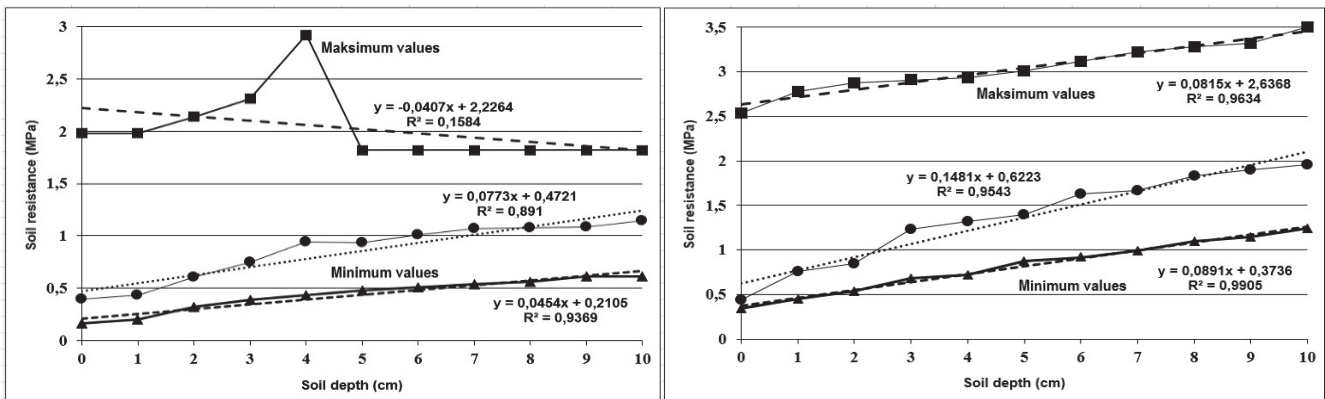 3
2.5
2
1.5
1
0.5
0
Soil resistance (MPa)
Maksimum values
y = -0,0407x + 2,2264
R² = 0,1584
y = 0,0773x + 0,4721
R² = 0,891
Minimum values
y = 0,0454x + 0,2105
R² = 0,9369
0 1 2 3 4 5 6 7 8 9 10
Soil depth (cm)
3,5
3
2,5
2
1,5
1
0,5
0
Soil resistance (MPa)
Maksimum values
y = 0,0815x + 2,6368
R² = 0,9634
y = 0,1481x + 0,6223
R² = 0,9543
y = 0,0891x + 0,3736
R² = 0,9905
Minimum values
0 1 2 3 4 5 6 7 8 9 10
Soil depth (cm)